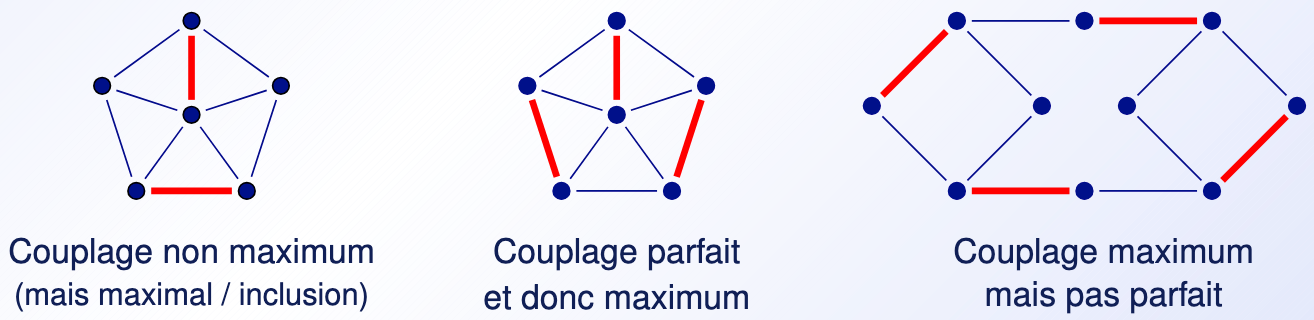 Couplage non maximum
(mais maximal / inclusion)
Couplage parfait
et donc maximum
Couplage maximum
mais pas parfait